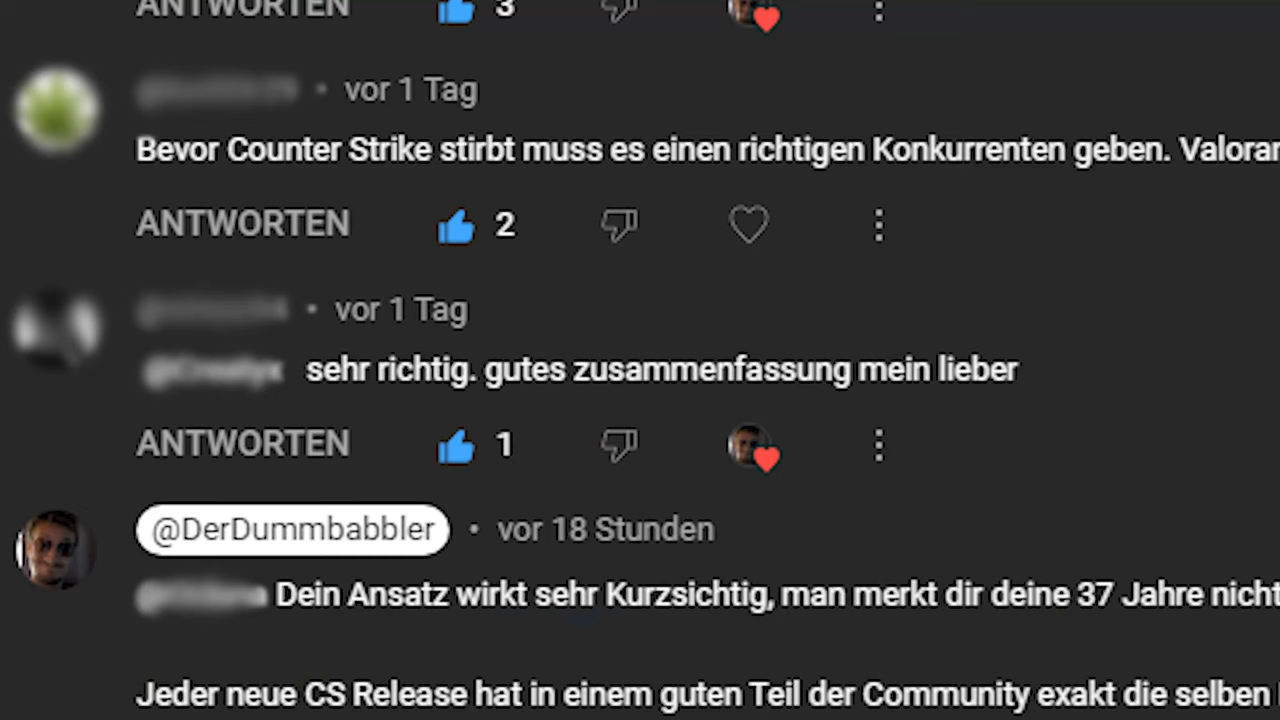 ANTWORTEN 3
• vor 1 Tag
Bevor Counter Strike stirbt muss es einen richtigen Konkurrenten geben.
ANTWORTEN 2
• vor 1 Tag
sehr richtig. gutes zusammenfassung mein lieber
ANTWORTEN 1
@DerDummbabbler • vor 18 Stunden
Dein Ansatz wirkt sehr Kurzsichtig, man merkt dir deine 37 Jahre nicht
Jeder neue CS Release hat in einem guten Teil der Community exakt die selben